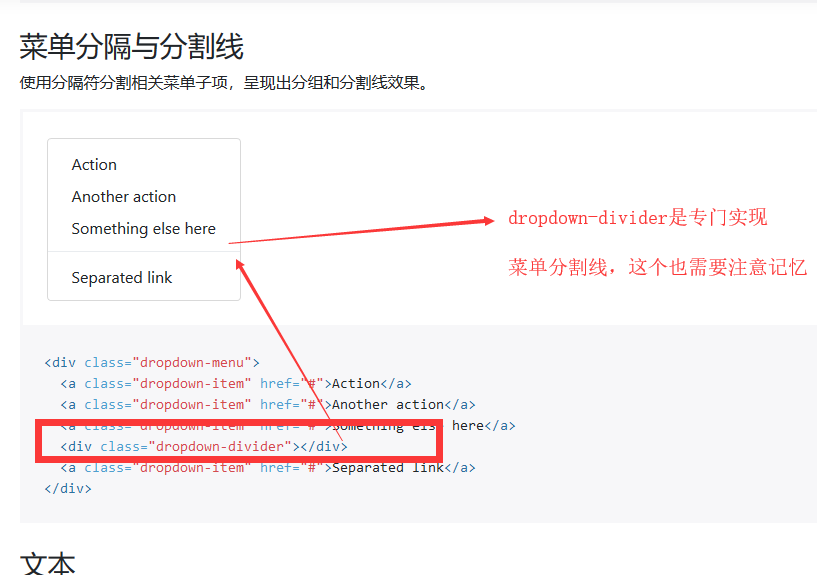 菜单分隔与分割线
使用分隔符分割相关菜单子项，呈现出分组和分割线效果。
Action
Another action
Something else here
Separated link
dropdown-divider是专门实现
菜单分割线，这个也需要注意记忆
<div class="dropdown-menu">
<a class="dropdown-item" href="#">Action</a>
<a class="dropdown-item" href="#">Another action</a>
<a class="dropdown-item" href="#">Something else here</a>
<div class="dropdown-divider"></div>
<a class="dropdown-item" href="#">Separated link</a>
</div>
文本